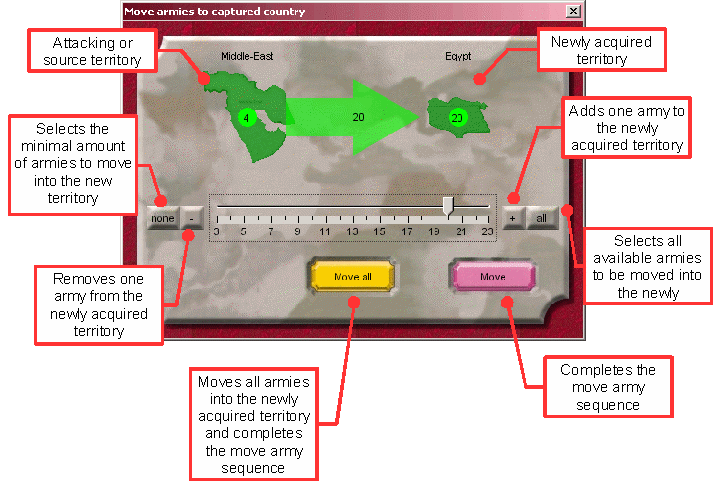 Move armies to captured country
Attacking or
source territory
Middle-East
Egypt
Newly acquired
territory
4
20
20
Selects the
minimal amount
of armies to move
into the new
territory
Adds one army to
the newly
acquired territory
none
-
3 5 7 9 11 13 15 17 19 21 23
+
all
Removes one
army from the
newly acquired
territory
Selects all
available armies
to be moved into
the newly
Move all
Move
Moves all armies
into the newly
acquired territory
and completes
the move army
sequence
Completes the
move army
sequence